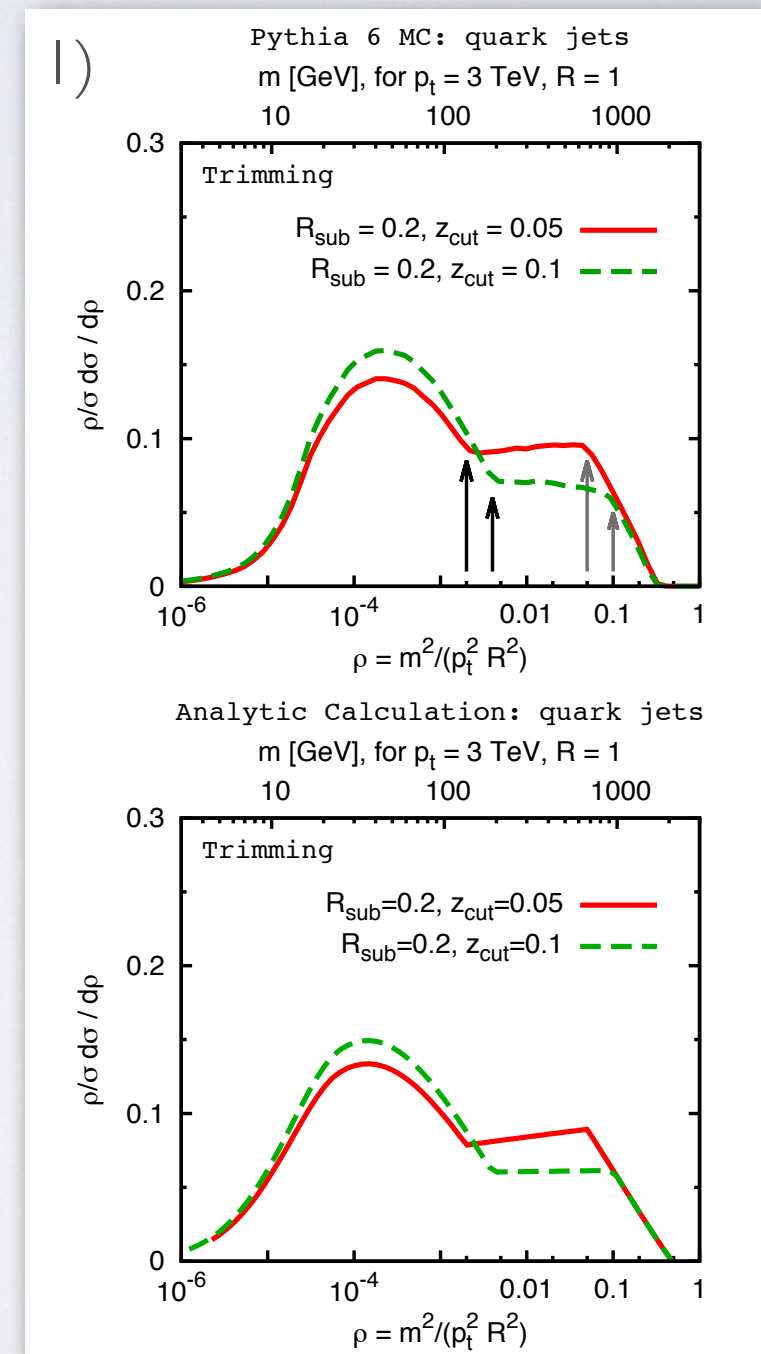 I)
Pythia 6 MC: quark jets
m [GeV], for pt = 3 TeV, R = 1
10 100 1000
0.3
Trimming
Rsub = 0.2, zcut = 0.05
Rsub = 0.2, zcut = 0.1
0.2
ρ/σ dσ / dρ
0.1
0
10-6 10-4 0.01 0.1 1
ρ = m2/(pt2 R2)
Analytic Calculation: quark jets
m [GeV], for pt = 3 TeV, R = 1
10 100 1000
0.3
Trimming
Rsub=0.2, zcut=0.05
Rsub=0.2, zcut=0.1
0.2
ρ/σ dσ / dρ
0.1
0
10-6 10-4 0.01 0.1 1
ρ = m2/(pt2 R2)